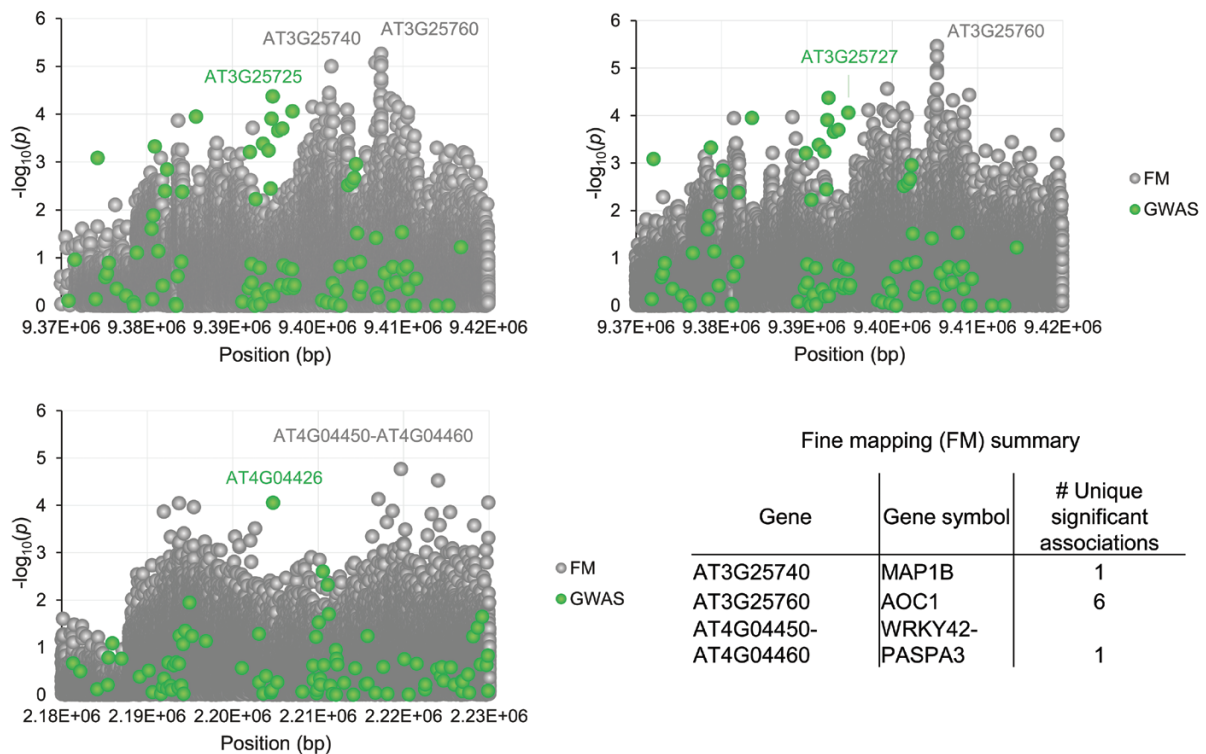 6
5
4
3
2
1
0
-log10(p)
AT3G25740
AT3G25760
AT3G25725
9.37E+06 9.38E+06 9.39E+06 9.40E+06 9.41E+06 9.42E+06
Position (bp)
6
5
4
3
2
1
0
-log10(p)
AT3G25760
AT3G25727
9.37E+06 9.38E+06 9.39E+06 9.40E+06 9.41E+06 9.42E+06
Position (bp)
FM
GWAS
6
5
4
3
2
1
0
-log10(p)
AT4G04450-AT4G04460
AT4G04426
2.18E+06 2.19E+06 2.20E+06 2.21E+06 2.22E+06 2.23E+06
Position (bp)
FM
GWAS
Fine mapping (FM) summary
Gene Gene symbol # Unique
significant
associations
AT3G25740 MAP1B 1
AT3G25760 AOC1 6
AT4G04450- WRKY42-
AT4G04460 PASPA3 1